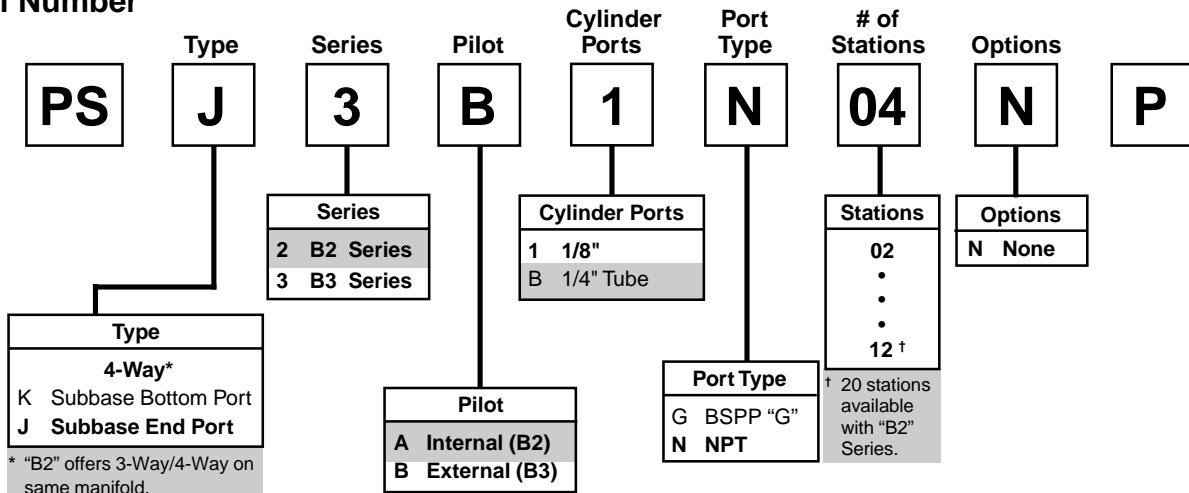 Number
Type
Series
Pilot
Cylinder
Ports
Port
Type
# of
Stations
Options
PS
J
3
B
1
N
04
N
P
Series
2 B2 Series
3 B3 Series
Cylinder Ports
1 1/8"
B 1/4" Tube
Stations
02
•
•
•
12 †
† 20 stations
available
with “B2”
Series.
Options
N None
Type
4-Way*
K Subbase Bottom Port
J Subbase End Port
* “B2” offers 3-Way/4-Way on
same manifold.
Pilot
A Internal (B2)
B External (B3)
Port Type
G BSPP “G”
N NPT